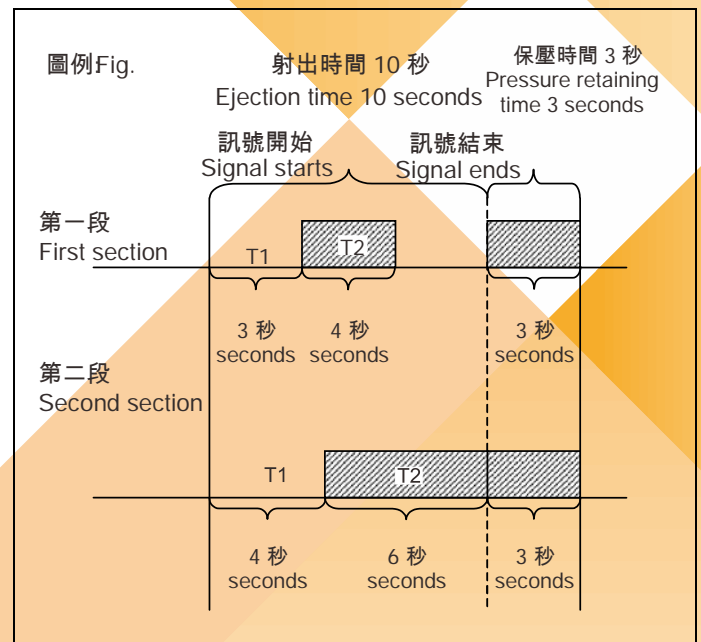 圖例Fig.
射出時間 10 秒
Ejection time 10 seconds
保壓時間 3 秒
Pressure retaining
time 3 seconds
訊號開始
Signal starts
訊號結束
Signal ends
第一段
First section
T1
T2
3 秒
seconds
4 秒
seconds
3 秒
seconds
第二段
Second section
T1
T2
4 秒
seconds
6 秒
seconds
3 秒
seconds